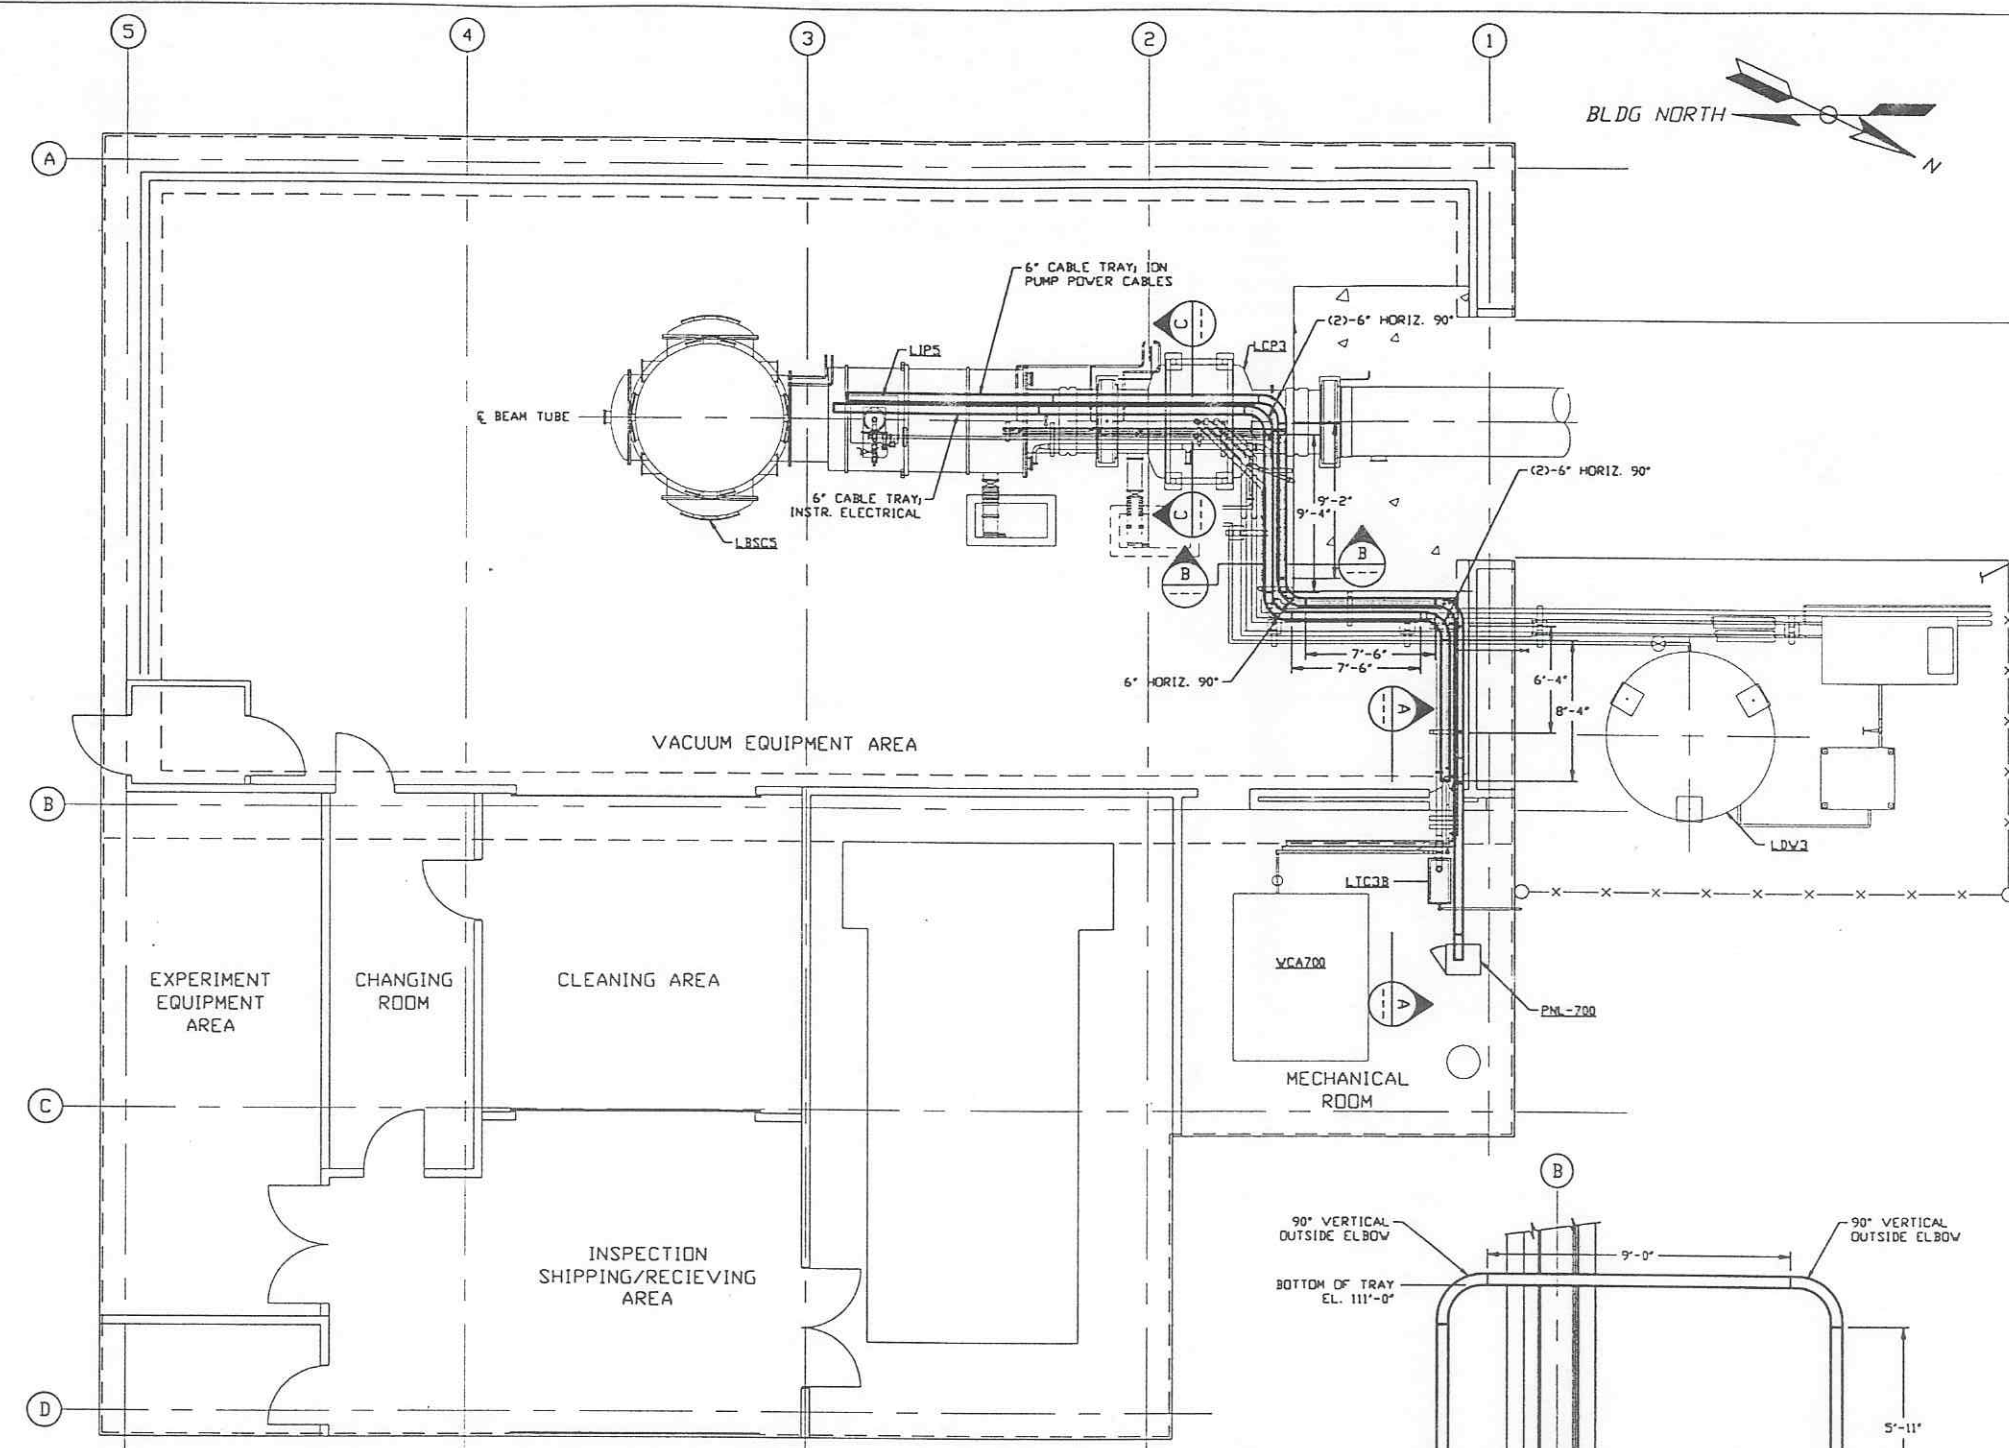 5
4
3
2
1
BLDG NORTH
N
A
6" CABLE TRAY; ION
PUMP POWER CABLES
C
(2)-6" HORIZ. 90°
LIP5
LCP3
℄ BEAM TUBE
(2)-6" HORIZ. 90°
6" CABLE TRAY;
INSTR. ELECTRICAL
C
9'-2"
9'-4"
LBSC5
B
B
7'-6"
7'-6"
6" HORIZ. 90°
6'-4"
8'-4"
A
VACUUM EQUIPMENT AREA
B
LDW3
LTC3B
WCA700
EXPERIMENT
EQUIPMENT
AREA
CHANGING
ROOM
CLEANING AREA
A
PNL-700
MECHANICAL
ROOM
C
B
90° VERTICAL
OUTSIDE ELBOW
90° VERTICAL
OUTSIDE ELBOW
9'-0"
BOTTOM OF TRAY
EL. 111'-0"
INSPECTION
SHIPPING/RECIEVING
AREA
D
5'-11"